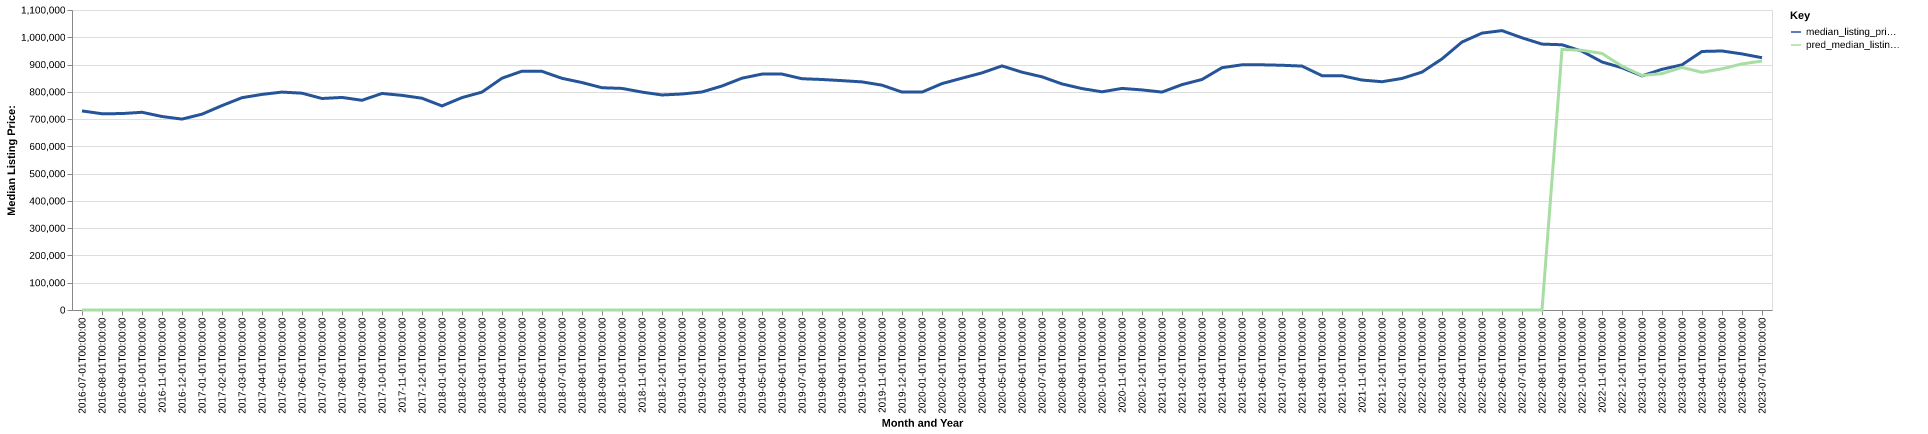 1,100,000
1,000,000
900,000
800,000
700,000
600,000
500,000
400,000
300,000
200,000
100,000
0
Median Listing Price:
2016-07-01T00:00:00
2016-08-01T00:00:00
2016-09-01T00:00:00
2016-10-01T00:00:00
2016-11-01T00:00:00
2016-12-01T00:00:00
2017-01-01T00:00:00
2017-02-01T00:00:00
2017-03-01T00:00:00
2017-04-01T00:00:00
2017-05-01T00:00:00
2017-06-01T00:00:00
2017-07-01T00:00:00
2017-08-01T00:00:00
2017-09-01T00:00:00
2017-10-01T00:00:00
2017-11-01T00:00:00
2017-12-01T00:00:00
2018-01-01T00:00:00
2018-02-01T00:00:00
2018-03-01T00:00:00
2018-04-01T00:00:00
2018-05-01T00:00:00
2018-06-01T00:00:00
2018-07-01T00:00:00
2018-08-01T00:00:00
2018-09-01T00:00:00
2018-10-01T00:00:00
2018-11-01T00:00:00
2018-12-01T00:00:00
2019-01-01T00:00:00
2019-02-01T00:00:00
2019-03-01T00:00:00
2019-04-01T00:00:00
2019-05-01T00:00:00
2019-06-01T00:00:00
2019-07-01T00:00:00
2019-08-01T00:00:00
2019-09-01T00:00:00
2019-10-01T00:00:00
2019-11-01T00:00:00
2019-12-01T00:00:00
2020-01-01T00:00:00
2020-02-01T00:00:00
2020-03-01T00:00:00
2020-04-01T00:00:00
2020-05-01T00:00:00
2020-06-01T00:00:00
2020-07-01T00:00:00
2020-08-01T00:00:00
2020-09-01T00:00:00
2020-10-01T00:00:00
2020-11-01T00:00:00
2020-12-01T00:00:00
2021-01-01T00:00:00
2021-02-01T00:00:00
2021-03-01T00:00:00
2021-04-01T00:00:00
2021-05-01T00:00:00
2021-06-01T00:00:00
2021-07-01T00:00:00
2021-08-01T00:00:00
2021-09-01T00:00:00
2021-10-01T00:00:00
2021-11-01T00:00:00
2021-12-01T00:00:00
2022-01-01T00:00:00
2022-02-01T00:00:00
2022-03-01T00:00:00
2022-04-01T00:00:00
2022-05-01T00:00:00
2022-06-01T00:00:00
2022-07-01T00:00:00
2022-08-01T00:00:00
2022-09-01T00:00:00
2022-10-01T00:00:00
2022-11-01T00:00:00
2022-12-01T00:00:00
2023-01-01T00:00:00
2023-02-01T00:00:00
2023-03-01T00:00:00
2023-04-01T00:00:00
2023-05-01T00:00:00
2023-06-01T00:00:00
2023-07-01T00:00:00
Month and Year
Key
median_listing_pri…
pred_median_listin…